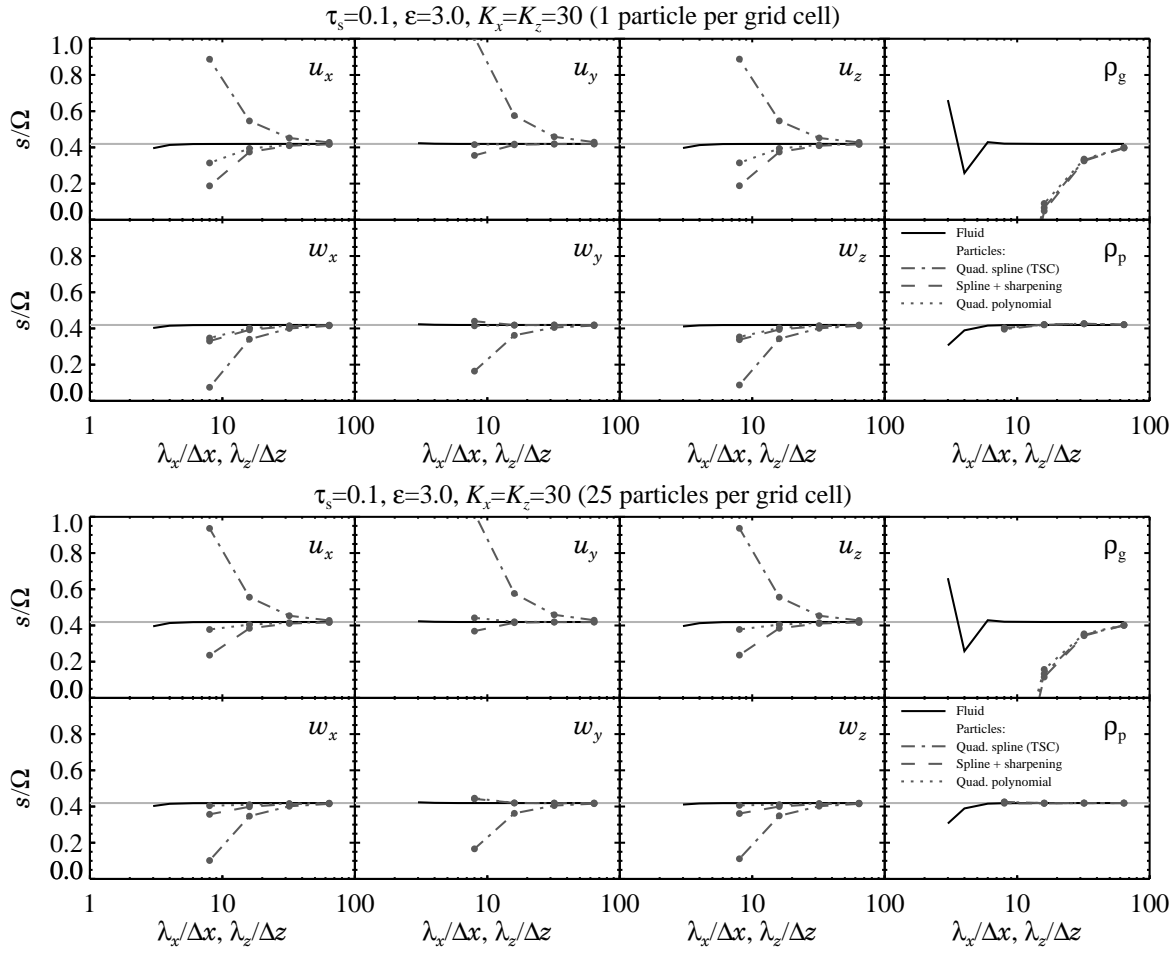 τs=0.1, ε=3.0, Kx=Kz=30 (1 particle per grid cell)
1.0 ux uy uz ρg
0.8
0.6
s/Ω
0.4
0.2
0.0
wx wy wz ρp
Fluid
Particles:
Quad. spline (TSC)
Spline + sharpening
Quad. polynomial
0.8
0.6
s/Ω
0.4
0.2
0.0
1 10 100 10 100 10 100 10 100
λx/Δx, λz/Δz λx/Δx, λz/Δz λx/Δx, λz/Δz λx/Δx, λz/Δz
τs=0.1, ε=3.0, Kx=Kz=30 (25 particles per grid cell)
1.0 ux uy uz ρg
0.8
0.6
s/Ω
0.4
0.2
0.0
wx wy wz ρp
Fluid
Particles:
Quad. spline (TSC)
Spline + sharpening
Quad. polynomial
0.8
0.6
s/Ω
0.4
0.2
0.0
1 10 100 10 100 10 100 10 100
λx/Δx, λz/Δz λx/Δx, λz/Δz λx/Δx, λz/Δz λx/Δx, λz/Δz